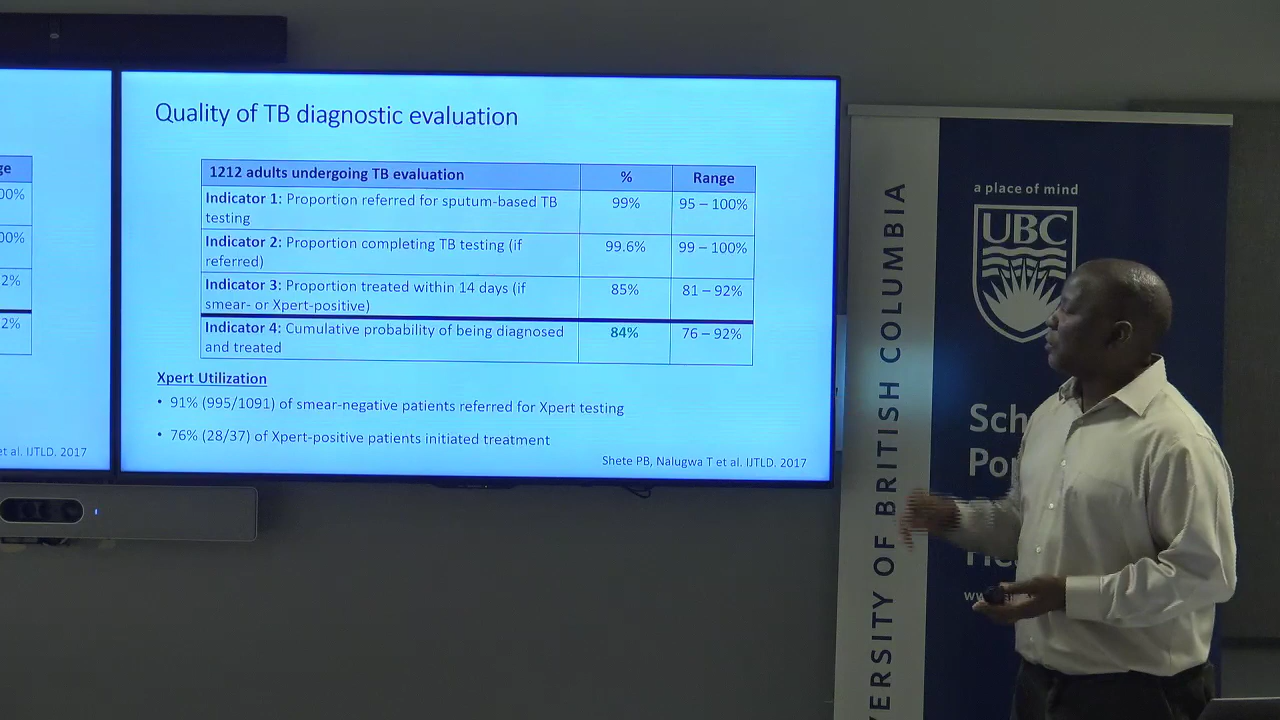 ge
00%
00%
2%
2%
et al. IJTLD. 2017
Quality of TB diagnostic evaluation
1212 adults undergoing TB evaluation % Range
Indicator 1: Proportion referred for sputum-based TB
testing
99% 95 – 100%
Indicator 2: Proportion completing TB testing (if
referred)
99.6% 99 – 100%
Indicator 3: Proportion treated within 14 days (if
smear- or Xpert-positive)
85% 81 – 92%
Indicator 4: Cumulative probability of being diagnosed
and treated
84% 76 – 92%
Xpert Utilization
• 91% (995/1091) of smear-negative patients referred for Xpert testing
• 76% (28/37) of Xpert-positive patients initiated treatment
Shete PB, Nalugwa T et al. IJTLD. 2017
VERSITY OF BRITISH COLUMBIA
a place of mind
UBC
Sch
Po